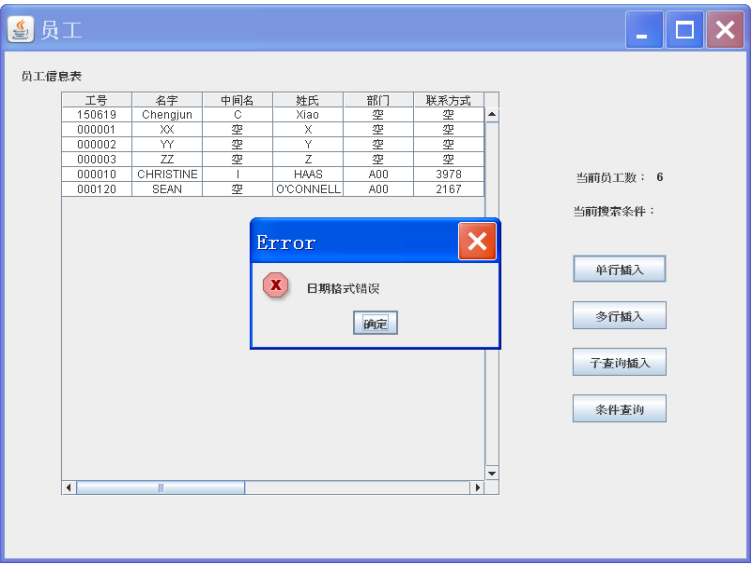 员工
员工信息表
工号 名字 中间名 姓氏 部门 联系方式
150619 Chengjun C Xiao 空 空
000001 XX 空 X 空 空
000002 YY 空 Y 空 空
000003 ZZ 空 Z 空 空
000010 CHRISTINE I HAAS A00 3978
000120 SEAN 空 O'CONNELL A00 2167
当前员工数： 6
当前搜索条件：
Error
日期格式错误
确定
单行插入
多行插入
子查询插入
条件查询